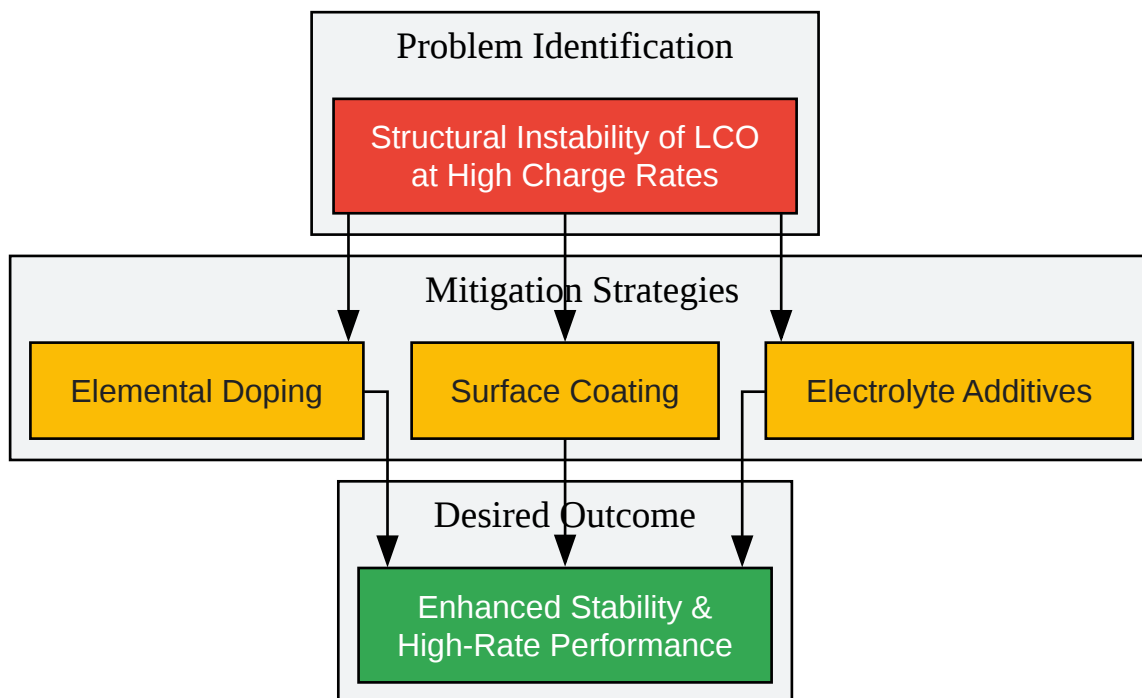 Problem Identification
Structural Instability of LCO
at High Charge Rates
Mitigation Strategies
Elemental Doping
Surface Coating
Electrolyte Additives
Desired Outcome
Enhanced Stability &
High-Rate Performance